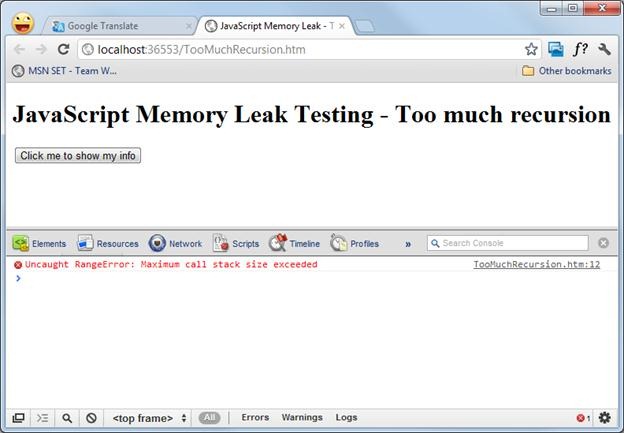 Google Translate
JavaScript Memory Leak - T
localhost:36553/TooMuchRecursion.htm
f?
MSN SET - Team W...
Other bookmarks
JavaScript Memory Leak Testing - Too much recursion
Click me to show my info
Elements Resources Network Scripts Timeline Profiles » Search Console
Uncaught RangeError: Maximum call stack size exceeded TooMuchRecursion.htm:12
>
<top frame> All Errors Warnings Logs 1